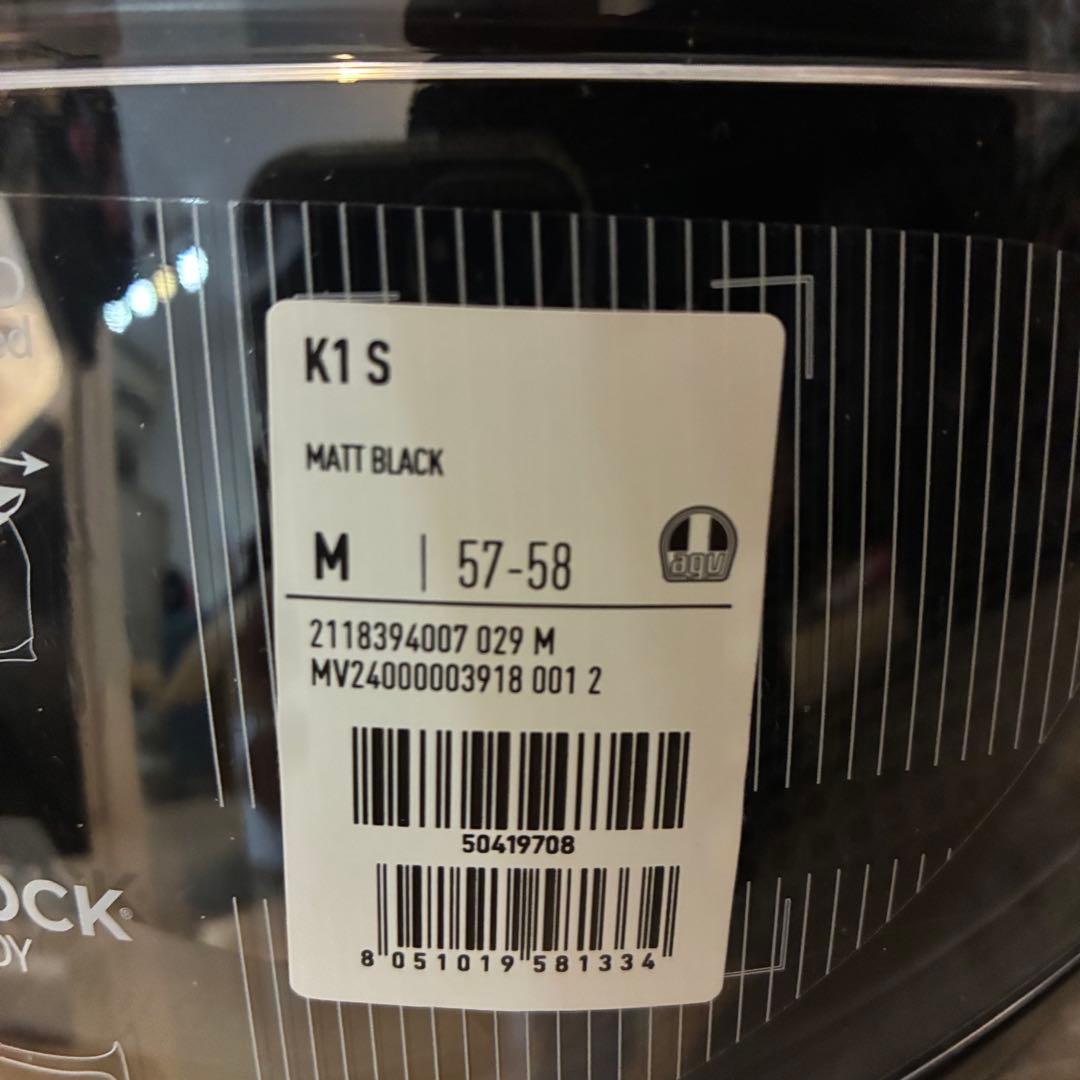 K1 S
MATT BLACK
M | 57-58
agv
2118394007 029 M
MV24000003918 001 2
50419708
8 051019 581334
OCK®
DY